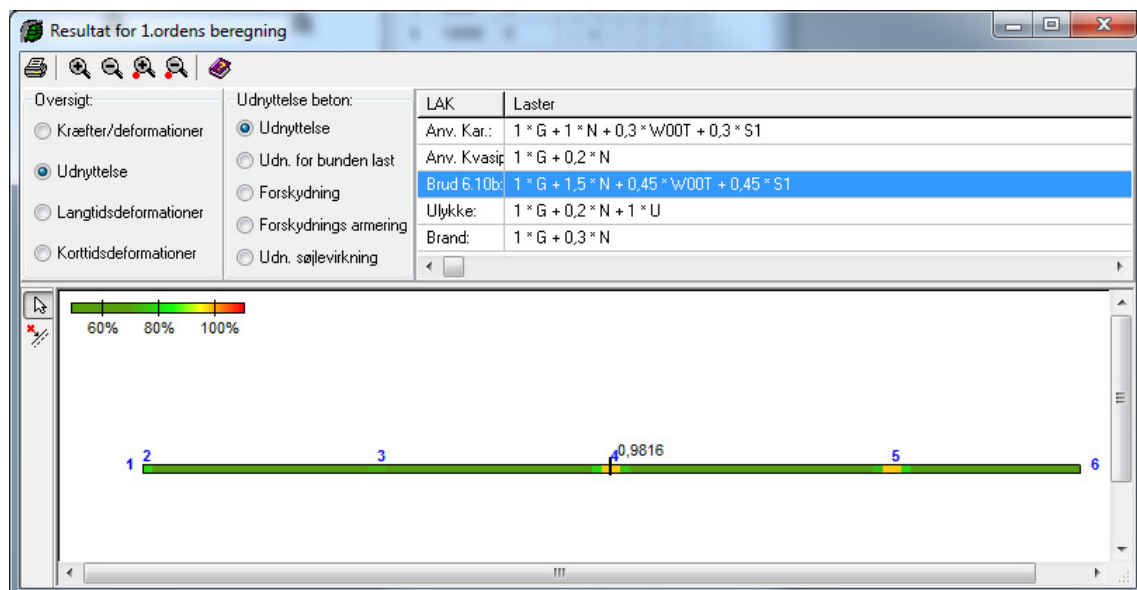 Resultat for 1.ordens beregning
Oversigt:
Kræfter/deformationer
Udnyttelse
Langtidsdeformationer
Korttidsdeformationer
Udnyttelse beton:
Udnyttelse
Udn. for bunden last
Forskydning
Forskydnings armering
Udn. søjlevirkning
LAK Laster
Anv. Kar.: 1 * G + 1 * N + 0,3 * W00T + 0,3 * S1
Anv. Kvasip 1 * G + 0,2 * N
Brud 6.10b: 1 * G + 1,5 * N + 0,45 * W00T + 0,45 * S1
Ulykke: 1 * G + 0,2 * N + 1 * U
Brand: 1 * G + 0,3 * N
60% 80% 100%
1 2 3 4 0,9816 5 6